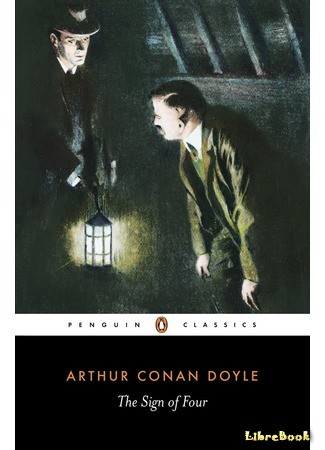 PENGUIN CLASSICS
ARTHUR CONAN DOYLE
The Sign of Four
LibreBook